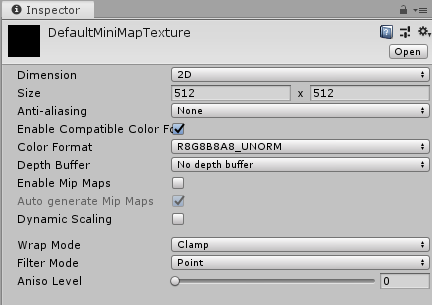 Inspector
DefaultMiniMapTexture
Open
Dimension 2D
Size 512 x 512
Anti-aliasing None
Enable Compatible Color Fo
Color Format R8G8B8A8_UNORM
Depth Buffer No depth buffer
Enable Mip Maps
Auto generate Mip Maps
Dynamic Scaling
Wrap Mode Clamp
Filter Mode Point
Aniso Level 0